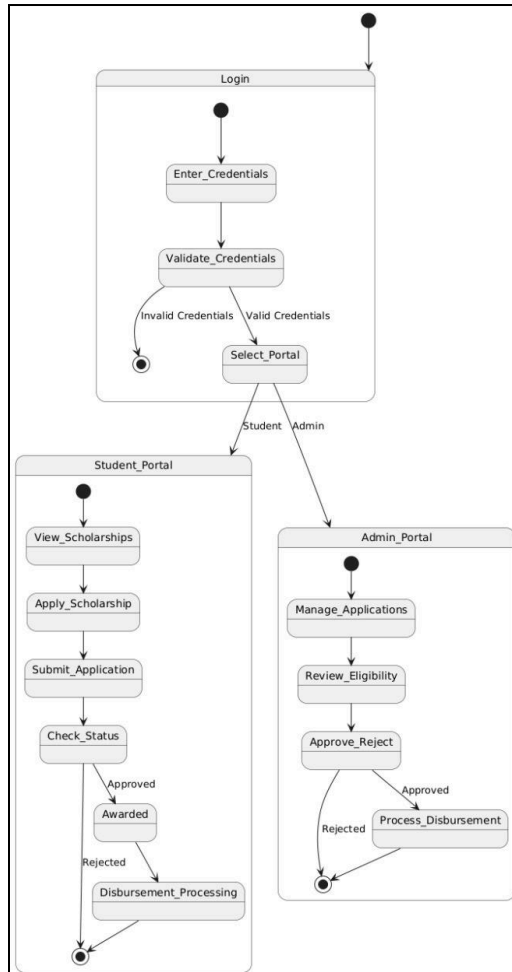 Login
Enter_Credentials
Validate_Credentials
Invalid Credentials
Valid Credentials
Select_Portal
Student
Admin
Student_Portal
View_Scholarships
Apply_Scholarship
Submit_Application
Check_Status
Approved
Awarded
Rejected
Disbursement_Processing
Admin_Portal
Manage_Applications
Review_Eligibility
Approve_Reject
Approved
Rejected
Process_Disbursement